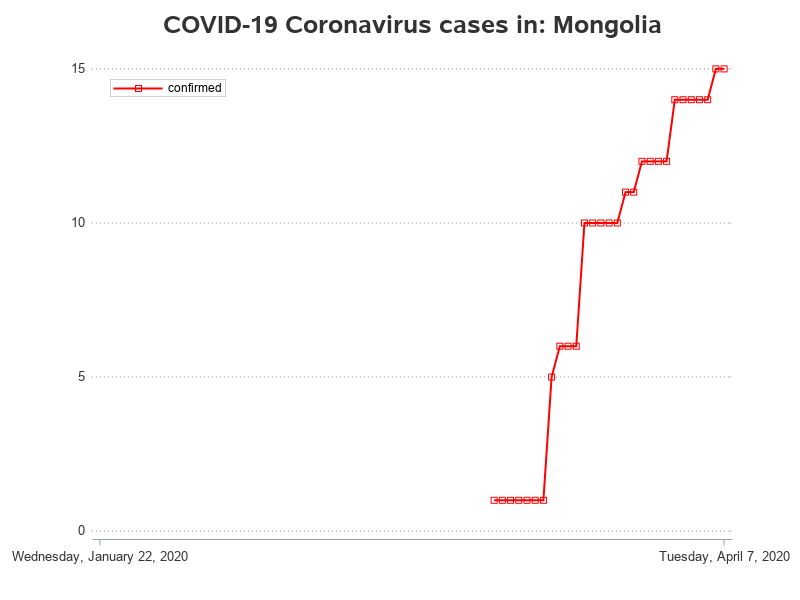 COVID-19 Coronavirus cases in: Mongolia
15
confirmed
10
5
0
Wednesday, January 22, 2020
Tuesday, April 7, 2020